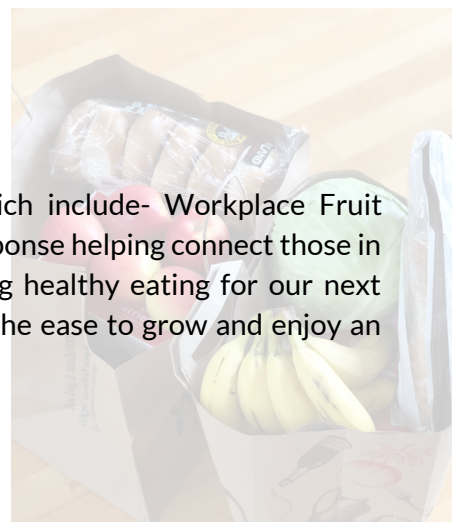 ich include- Workplace Fruit
ponse helping connect those in
g healthy eating for our next
he ease to grow and enjoy an